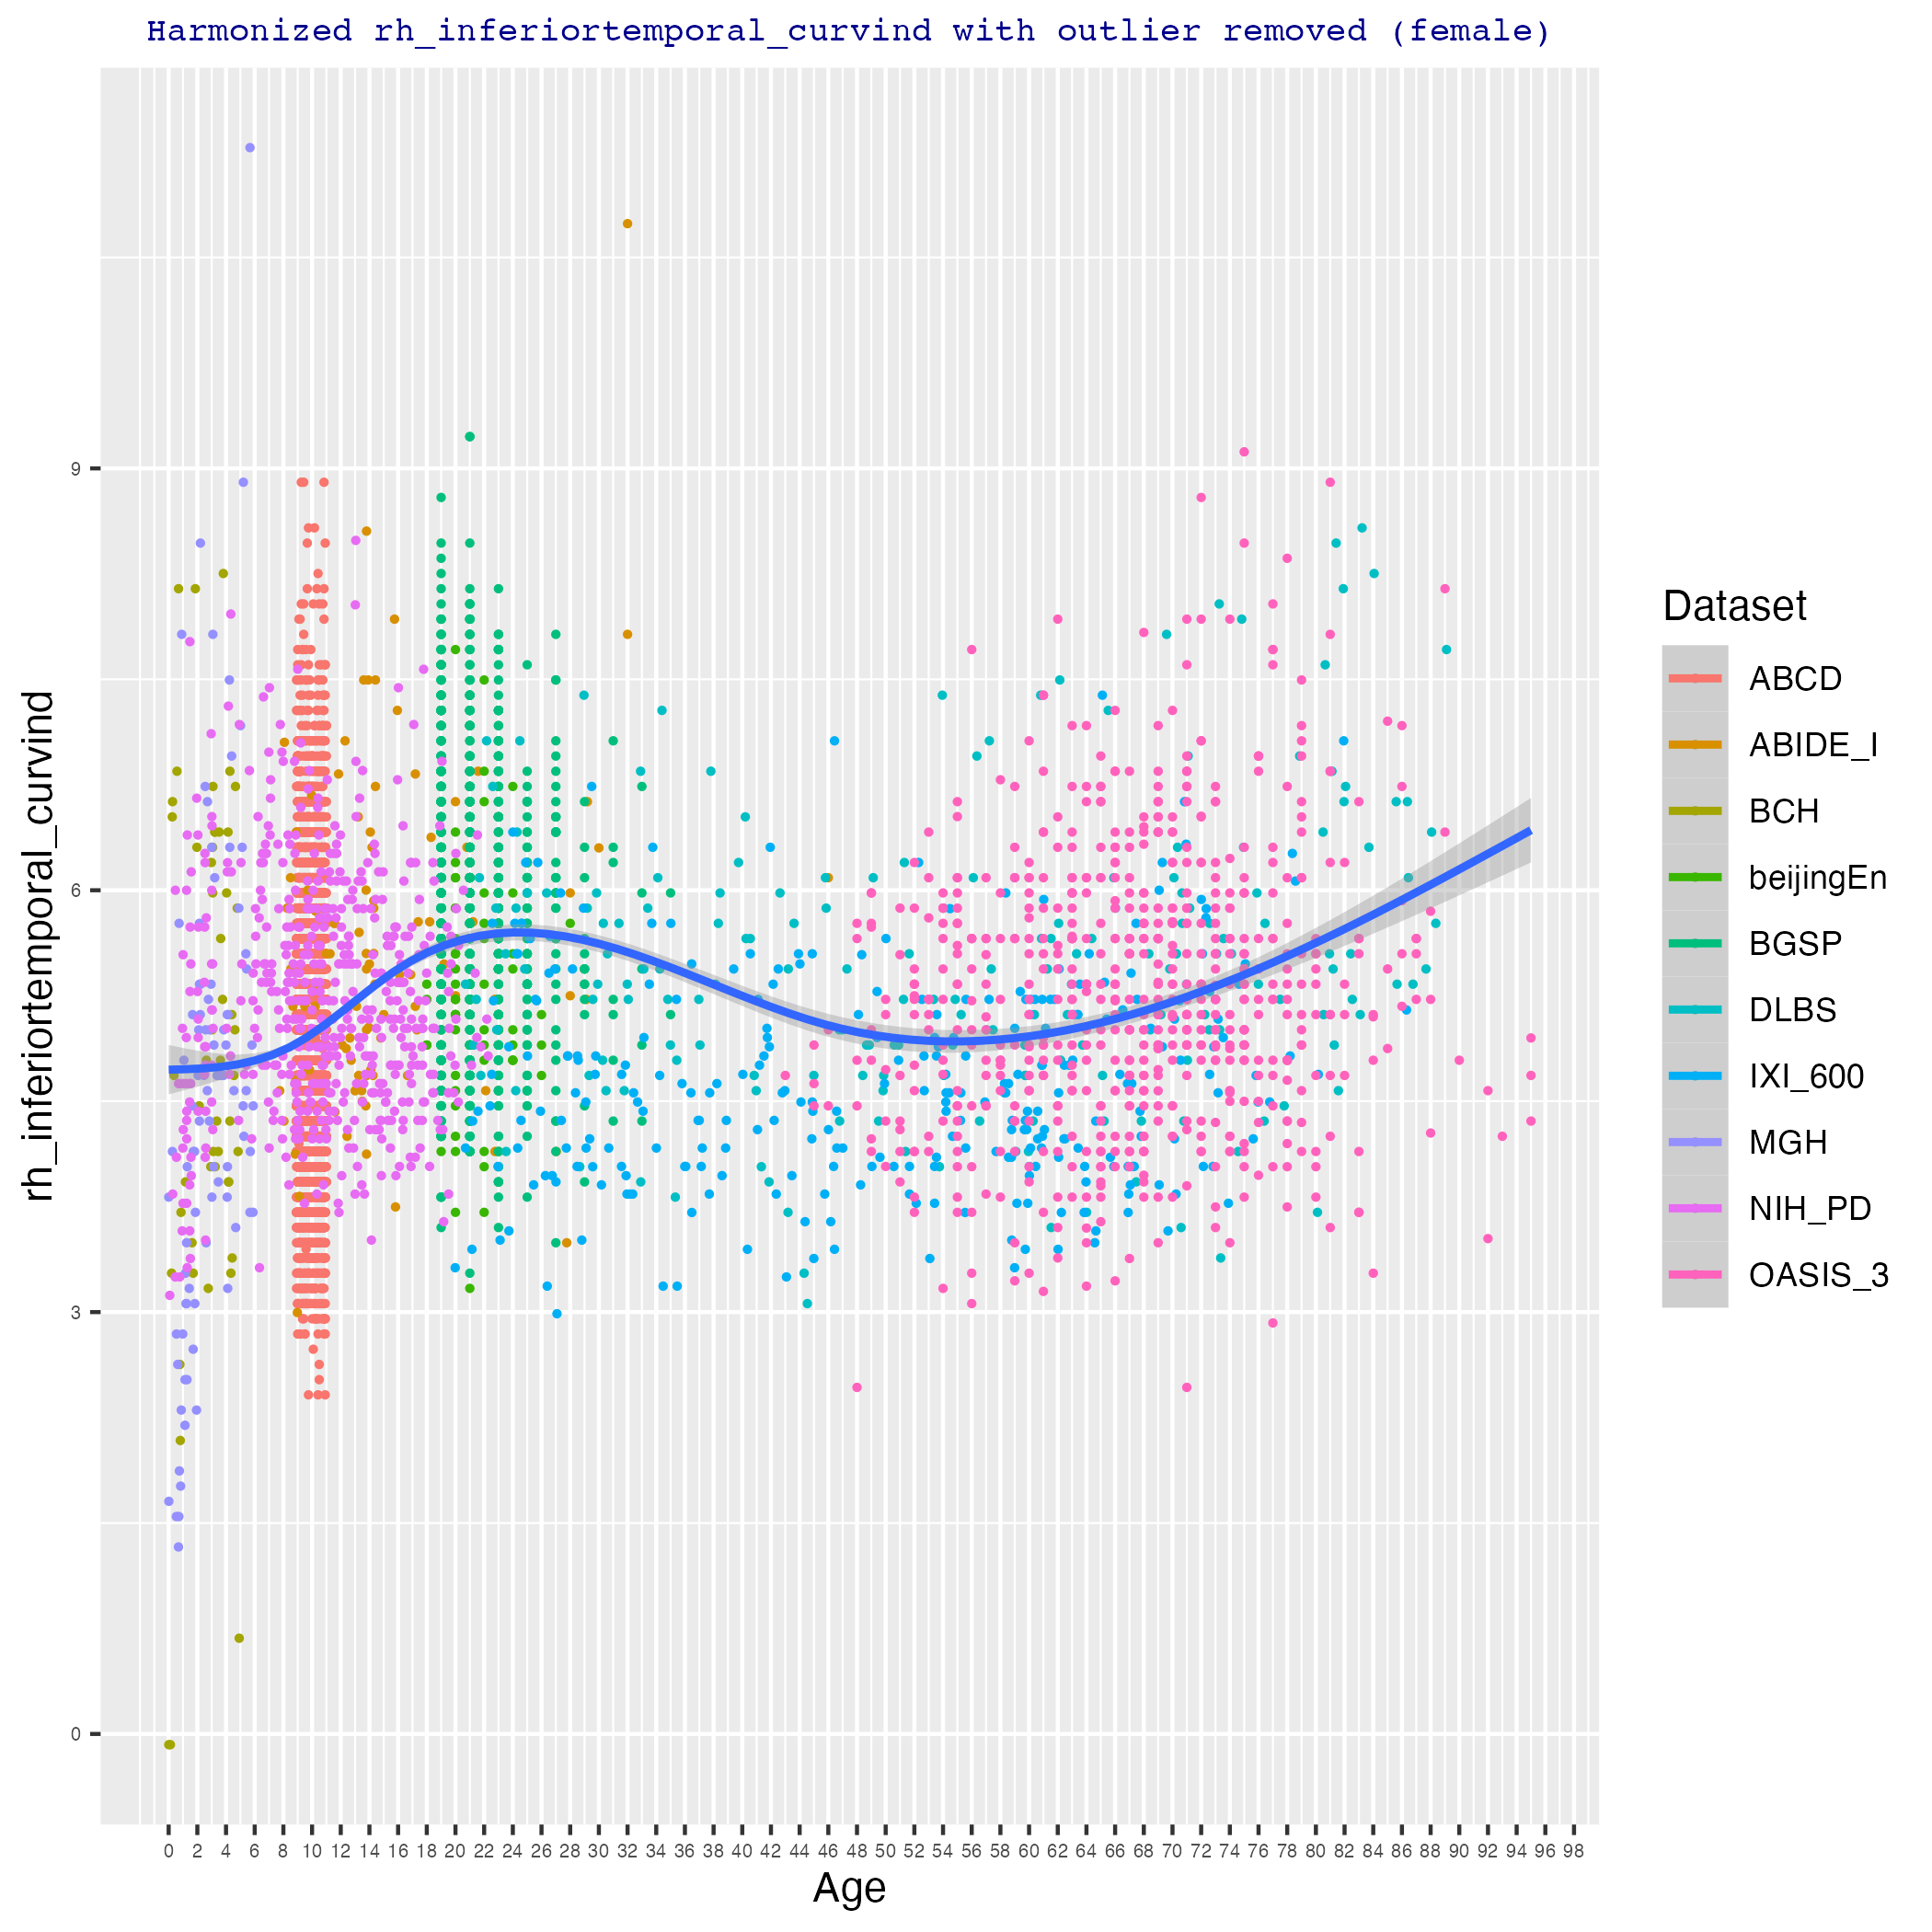 Harmonized rh_inferiortemporal_curvind with outlier removed (female)
rh_inferiortemporal_curvind
9
6
3
0
0 2 4 6 8 10 12 14 16 18 20 22 24 26 28 30 32 34 36 38 40 42 44 46 48 50 52 54 56 58 60 62 64 66 68 70 72 74 76 78 80 82 84 86 88 90 92 94 96 98
Age
Dataset
ABCD
ABIDE_I
BCH
beijingEn
BGSP
DLBS
IXI_600
MGH
NIH_PD
OASIS_3